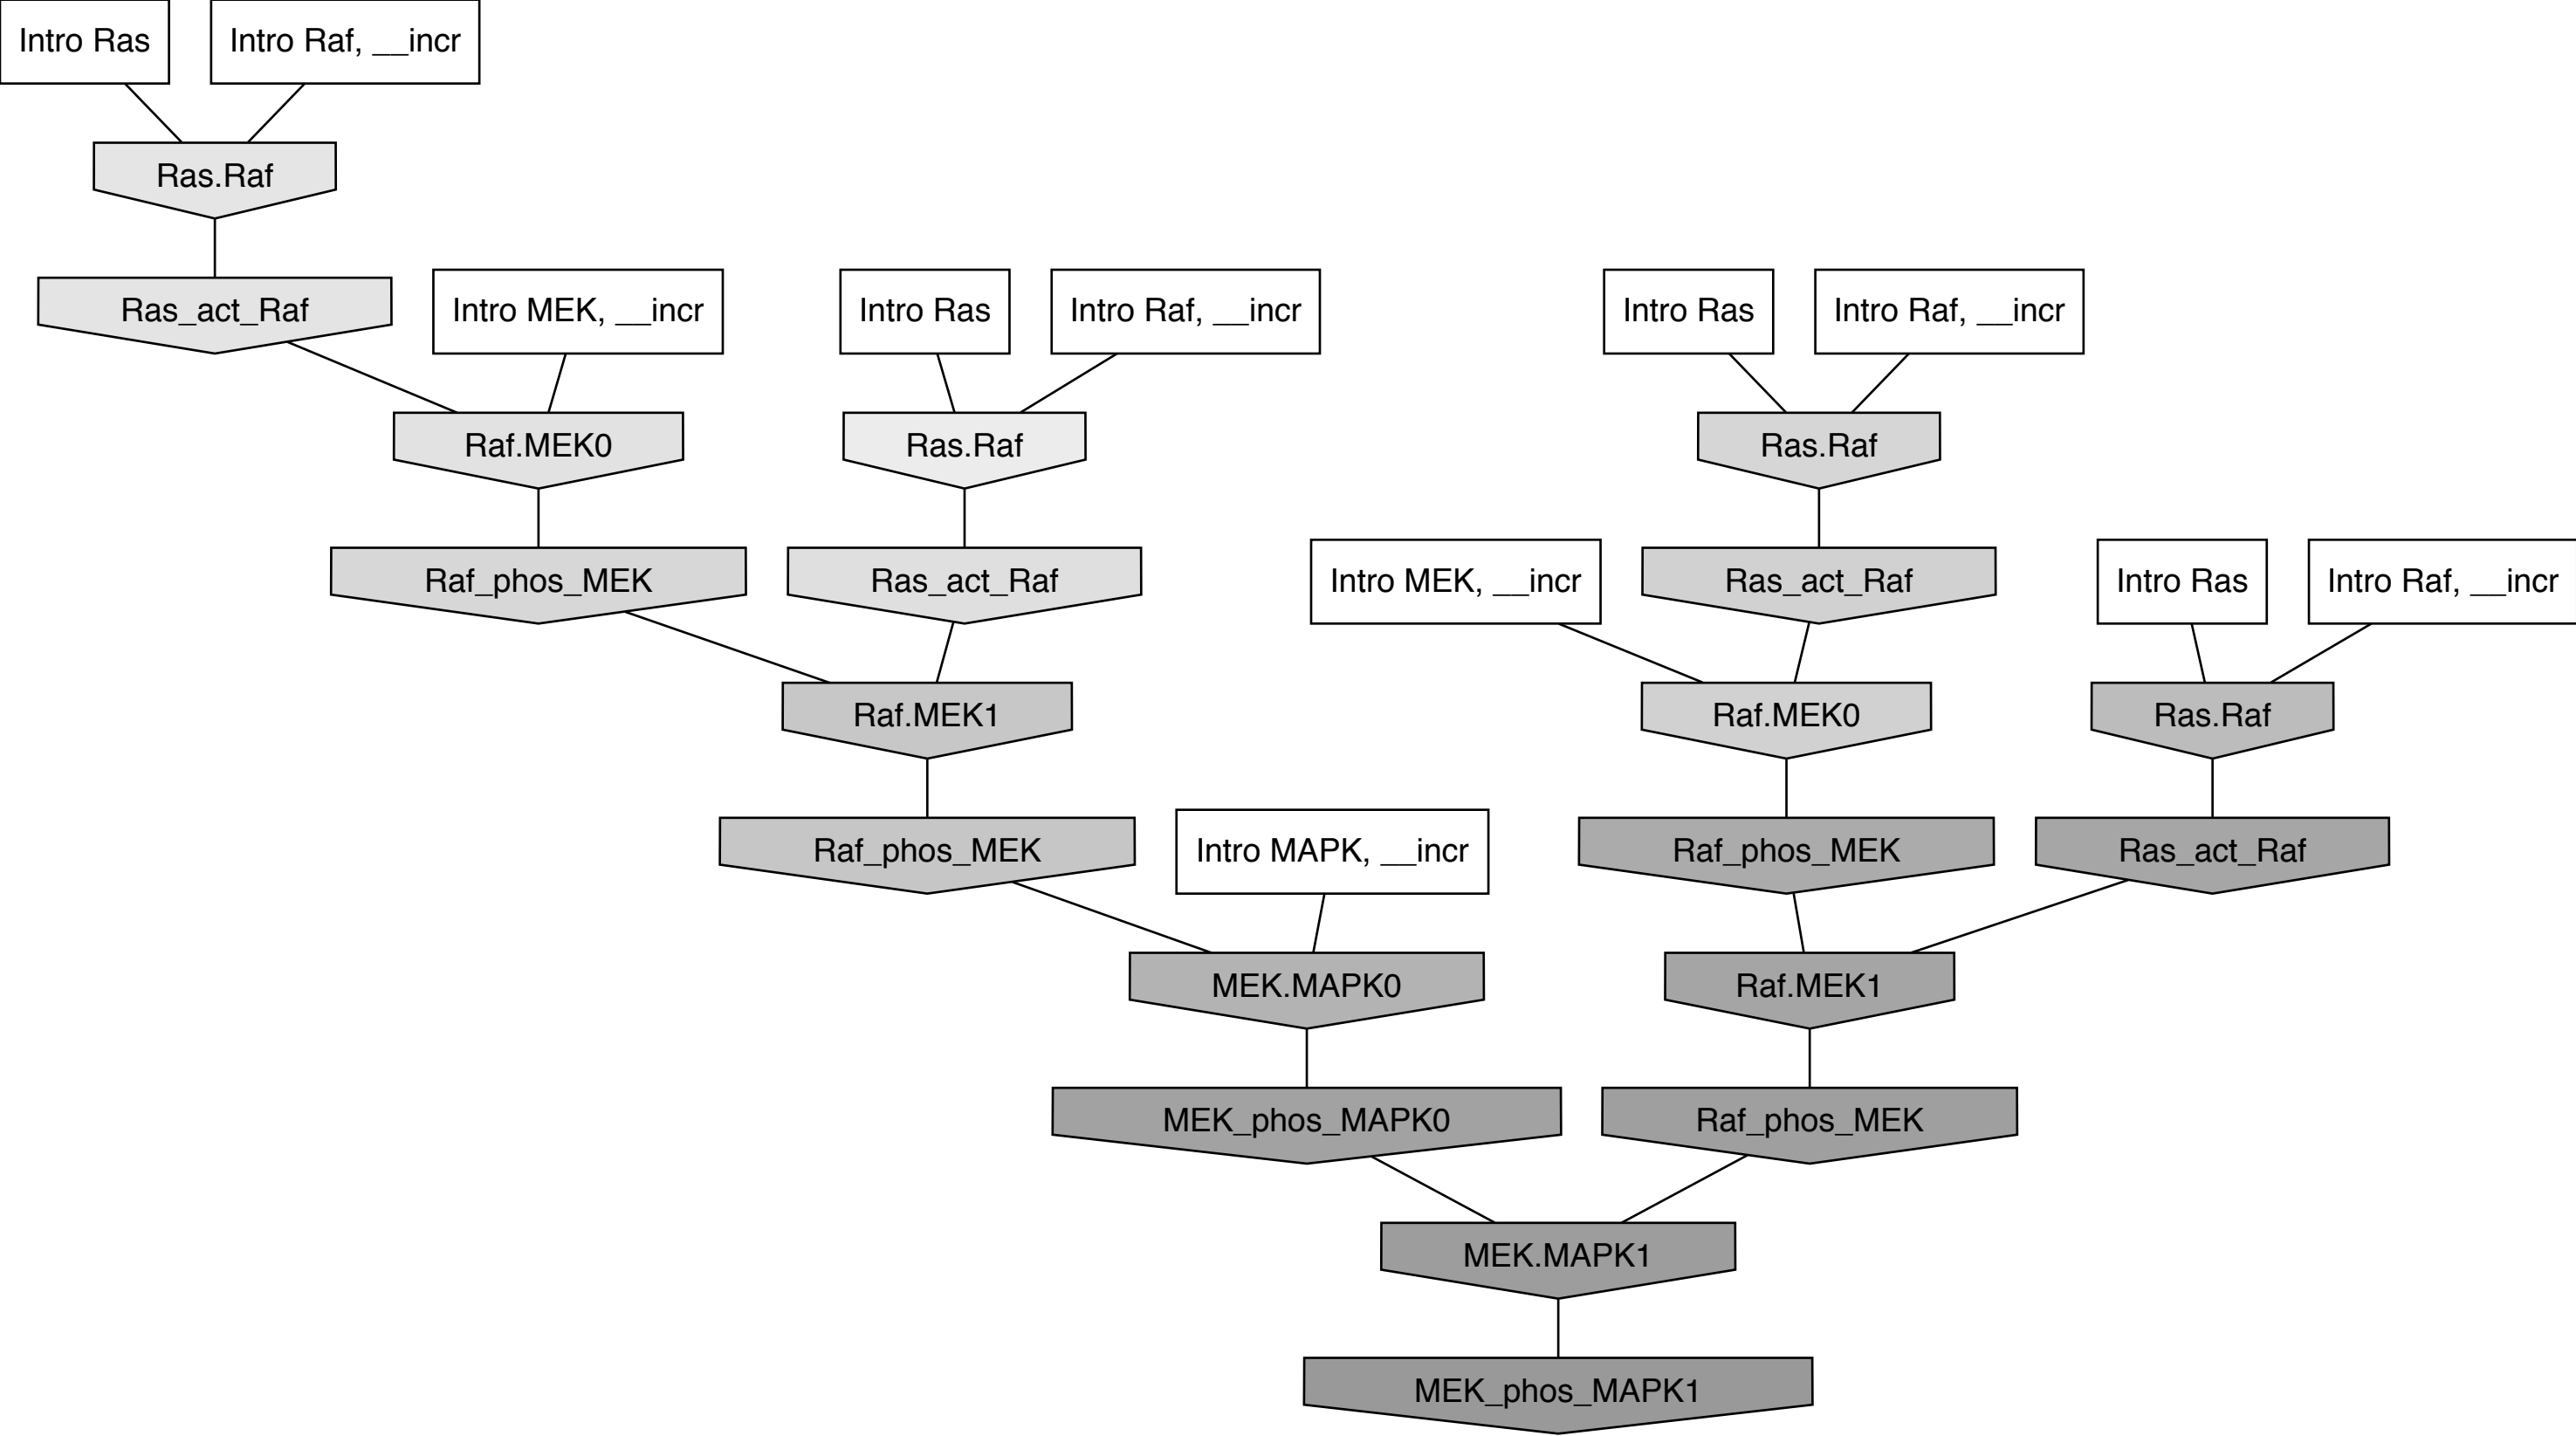 Intro Ras
Intro Raf, __incr
Ras.Raf
Ras_act_Raf
Intro MEK, __incr
Intro Ras
Intro Raf, __incr
Intro Ras
Intro Raf, __incr
Raf.MEK0
Ras.Raf
Ras.Raf
Raf_phos_MEK
Ras_act_Raf
Intro MEK, __incr
Ras_act_Raf
Intro Ras
Intro Raf, __incr
Raf.MEK1
Raf.MEK0
Ras.Raf
Raf_phos_MEK
Intro MAPK, __incr
Raf_phos_MEK
Ras_act_Raf
MEK.MAPK0
Raf.MEK1
MEK_phos_MAPK0
Raf_phos_MEK
MEK.MAPK1
MEK_phos_MAPK1